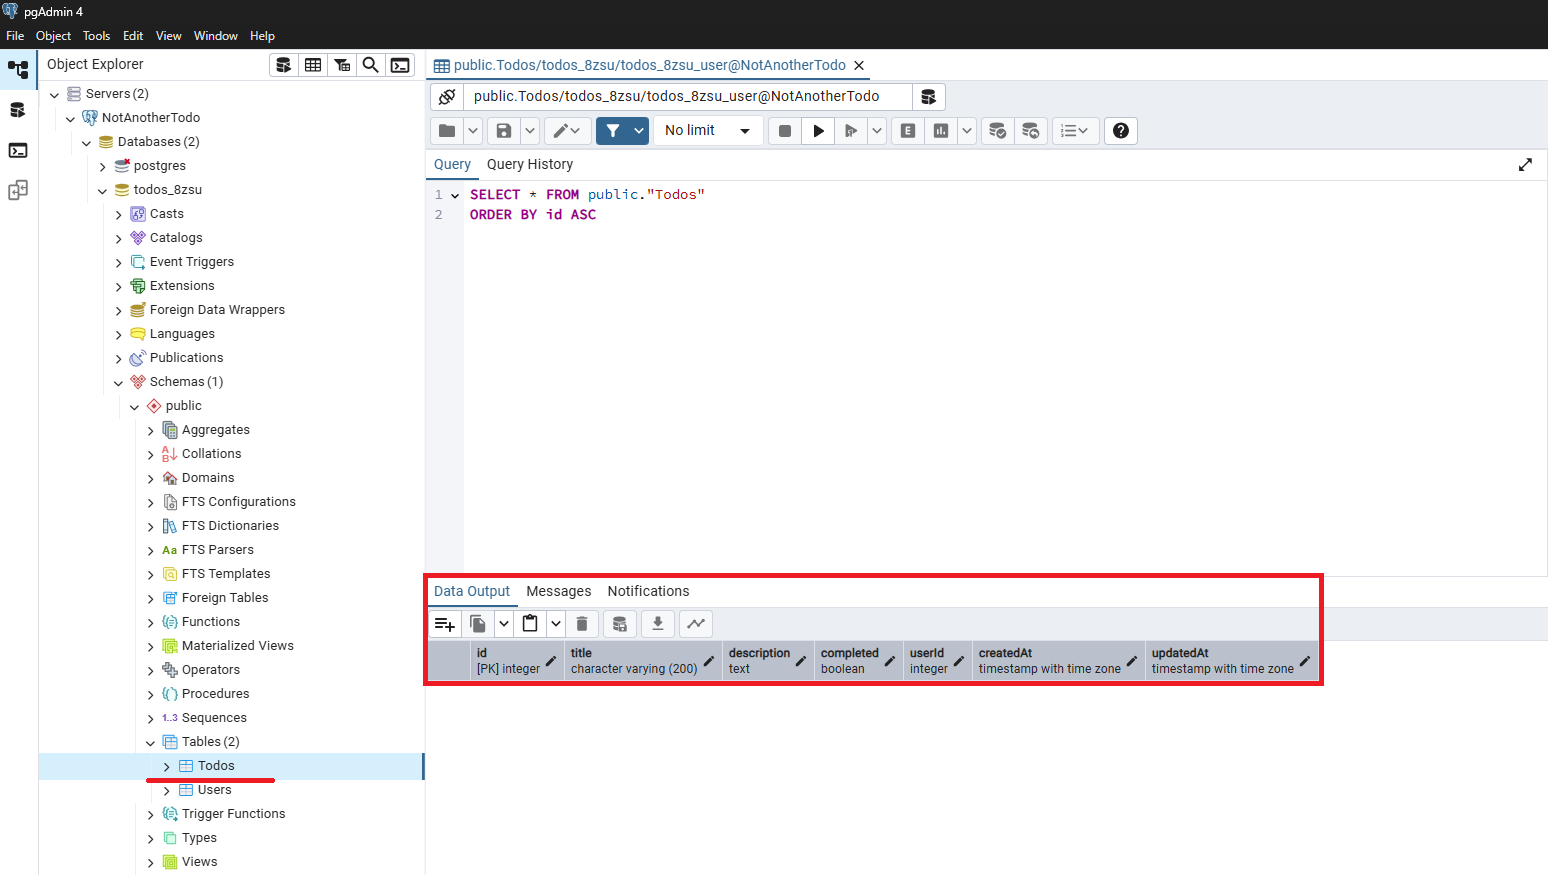 pgAdmin 4
File Object Tools Edit View Window Help
Object Explorer
Servers (2)
NotAnotherTodo
Databases (2)
postgres
todos_8zsu
Casts
Catalogs
Event Triggers
Extensions
Foreign Data Wrappers
Languages
Publications
Schemas (1)
public
Aggregates
Collations
Domains
FTS Configurations
FTS Dictionaries
Aa FTS Parsers
FTS Templates
Foreign Tables
Functions
Materialized Views
Operators
Procedures
1..3 Sequences
Tables (2)
Todos
Users
Trigger Functions
Types
Views
public.Todos/todos_8zsu/todos_8zsu_user@NotAnotherTodo
public.Todos/todos_8zsu/todos_8zsu_user@NotAnotherTodo
No limit
E
Query Query History
1 SELECT * FROM public."Todos"
2 ORDER BY id ASC
Data Output Messages Notifications
id title description completed userId createdAt updatedAt
[PK] integer character varying (200) text boolean integer timestamp with time zone timestamp with time zone